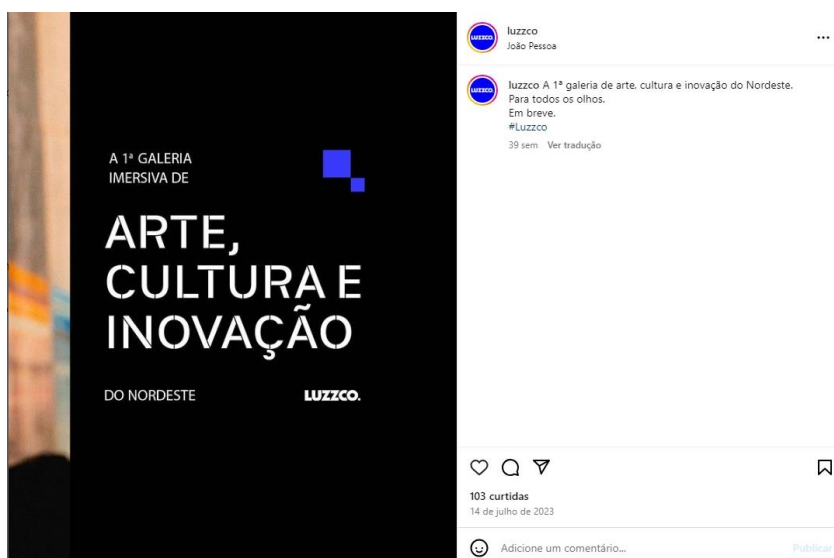 A 1ª GALERIA
IMERSIVA DE
ARTE,
CULTURA E
INOVAÇÃO
DO NORDESTE
LUZZCO.
LUZZCO.
luzzco
João Pessoa
LUZZCO.
luzzco A 1ª galeria de arte, cultura e inovação do Nordeste.
Para todos os olhos.
Em breve.
#Luzzco
39 sem Ver tradução
103 curtidas
14 de julho de 2023
Adicione um comentário...
Publicar